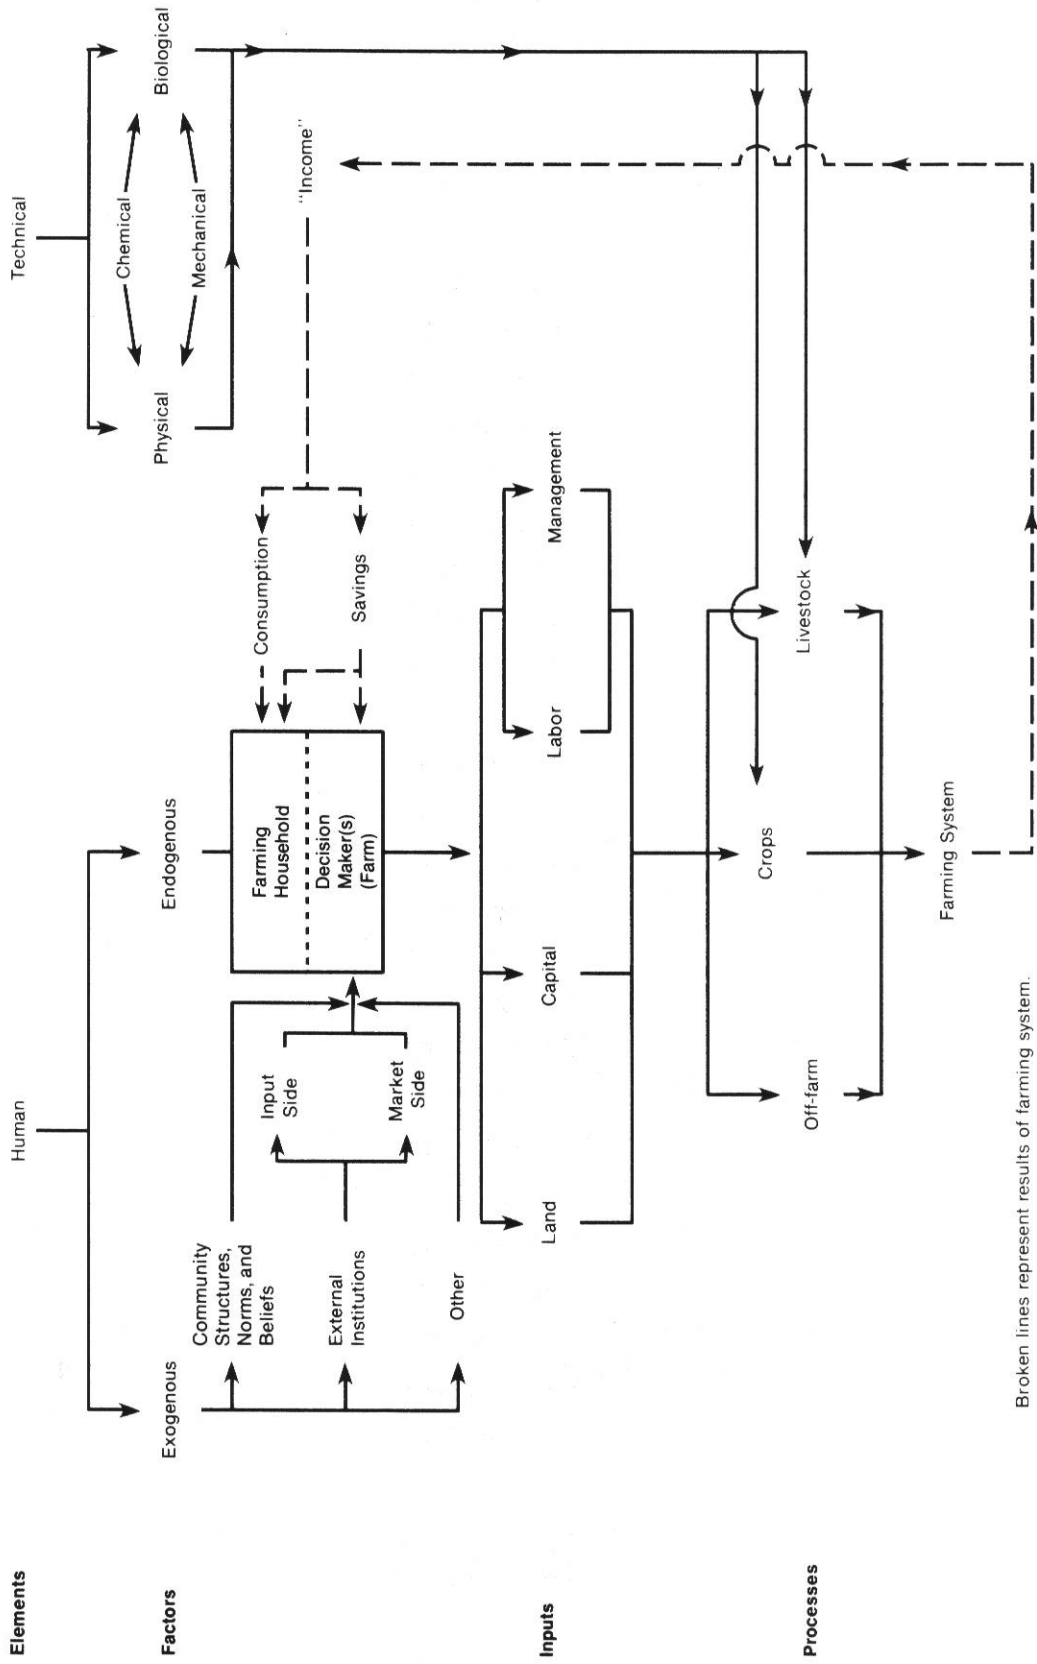 Elements
Human
Technical
Factors
Exogenous
Endogenous
Physical
Chemical
Mechanical
Biological
Community
Structures,
Norms, and
Beliefs
External
Institutions
Other
Input
Side
Market
Side
Farming
Household
Decision
Maker(s)
(Farm)
Consumption
Savings
"Income"
Inputs
Land
Capital
Labor
Management
Processes
Off-farm
Crops
Livestock
Farming System
Broken lines represent results of farming system.